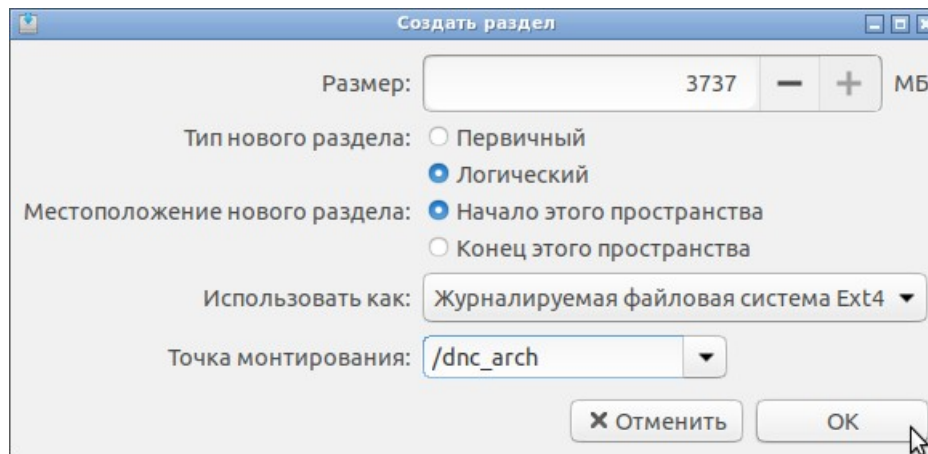 Создать раздел
Размер: 3737 МБ
Тип нового раздела: Первичный
Логический
Местоположение нового раздела: Начало этого пространства
Конец этого пространства
Использовать как: Журналируемая файловая система Ext4
Точка монтирования: /dnc_arch
Отменить OK